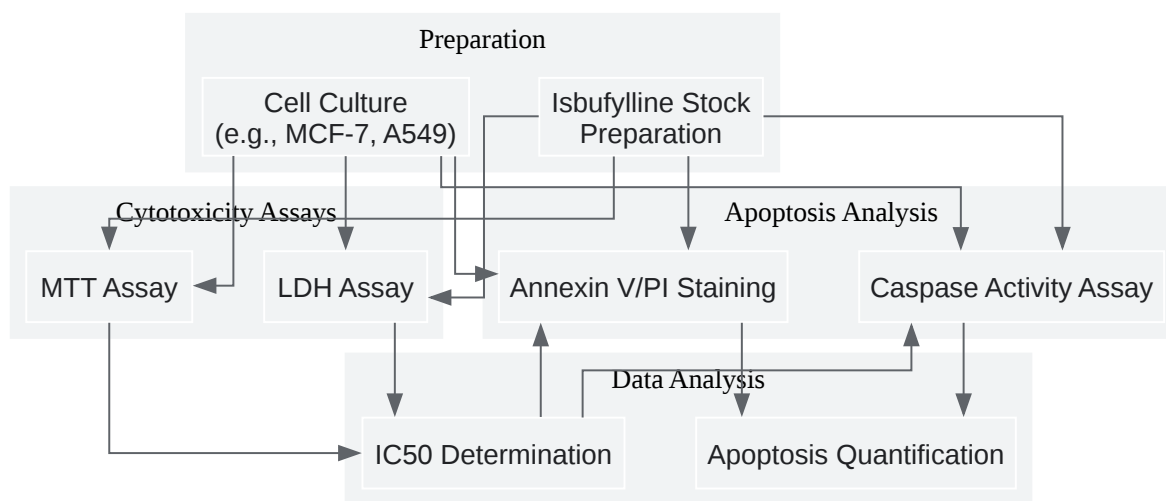 Preparation
Cell Culture
(e.g., MCF-7, A549)
Isbufylline Stock
Preparation
Cytotoxicity Assays
Apoptosis Analysis
MTT Assay
LDH Assay
Annexin V/PI Staining
Caspase Activity Assay
Data Analysis
IC50 Determination
Apoptosis Quantification